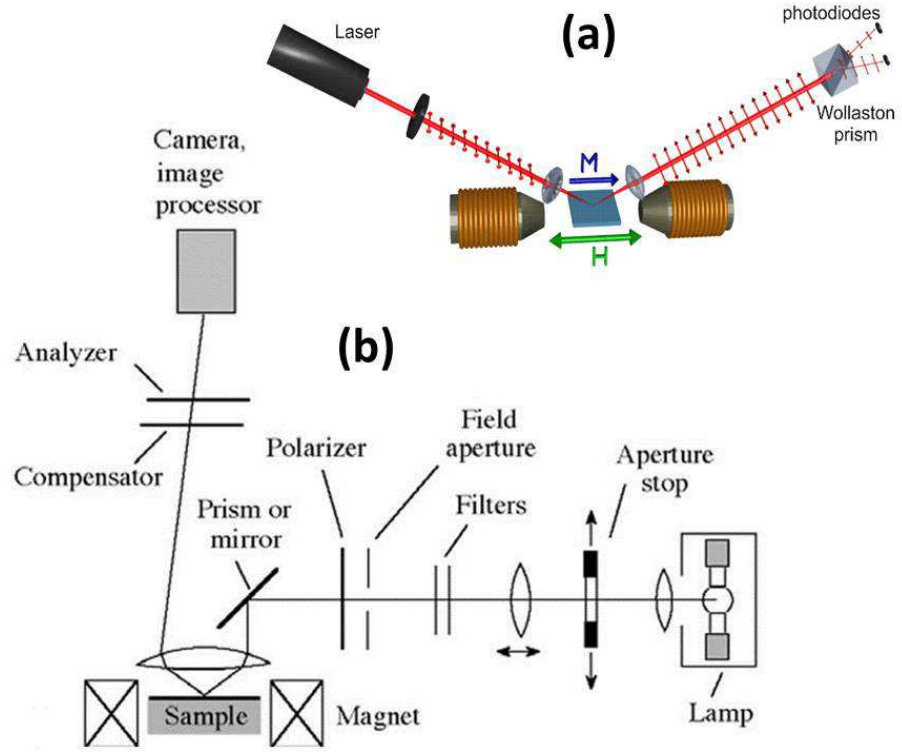 (a)
Laser
photodiodes
Wollaston
prism
M
H
(b)
Camera,
image
processor
Analyzer
Compensator
Prism or
mirror
Polarizer
Field
aperture
Filters
Aperture
stop
Lamp
Sample
Magnet